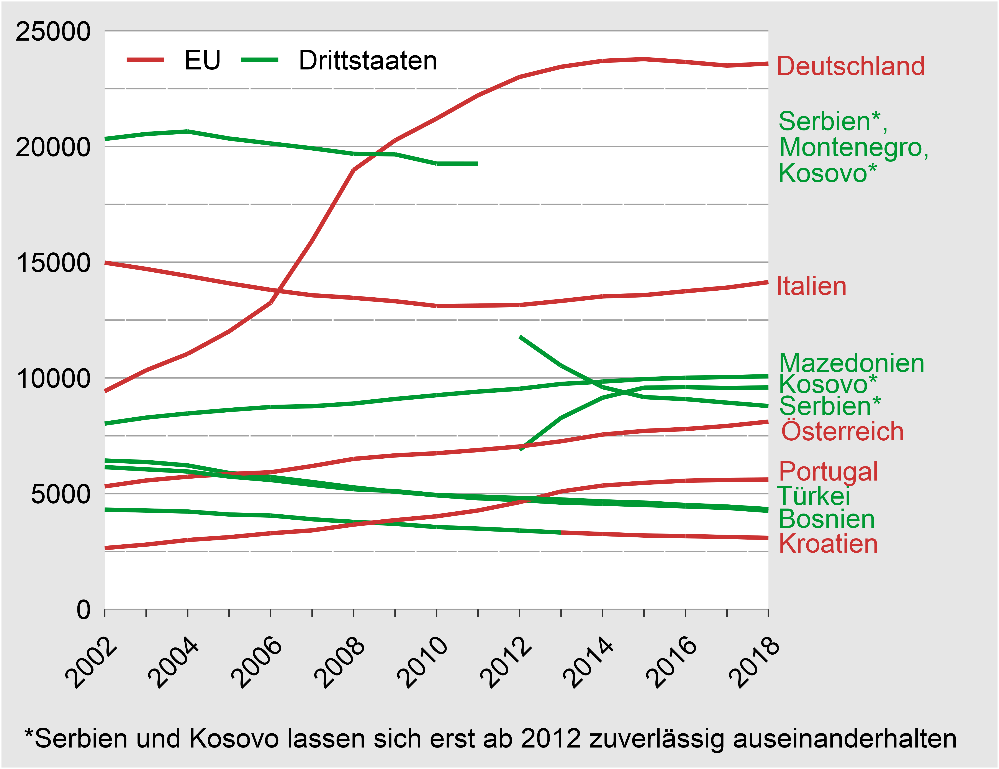 25000
20000
15000
10000
5000
0
EU
Drittstaaten
Deutschland
Serbien*,
Montenegro,
Kosovo*
Italien
Mazedonien
Kosovo*
Serbien*
Österreich
Portugal
Türkei
Bosnien
Kroatien
2002
2004
2006
2008
2010
2012
2014
2016
2018
*Serbien und Kosovo lassen sich erst ab 2012 zuverlässig auseinanderhalten